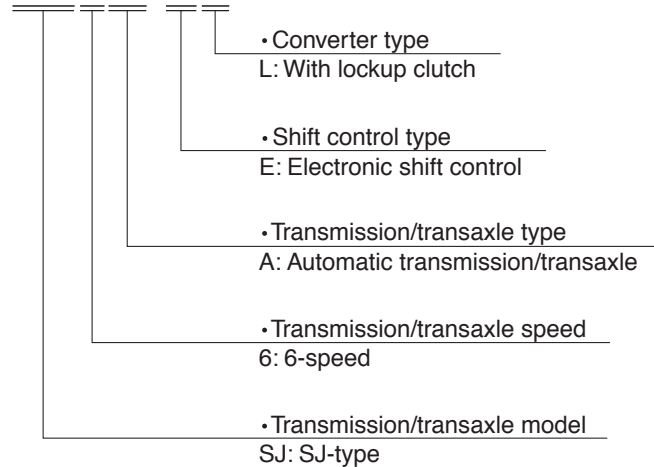 •Converter type
L: With lockup clutch
•Shift control type
E: Electronic shift control
•Transmission/transaxle type
A: Automatic transmission/transaxle
•Transmission/transaxle speed
6: 6-speed
•Transmission/transaxle model
SJ: SJ-type